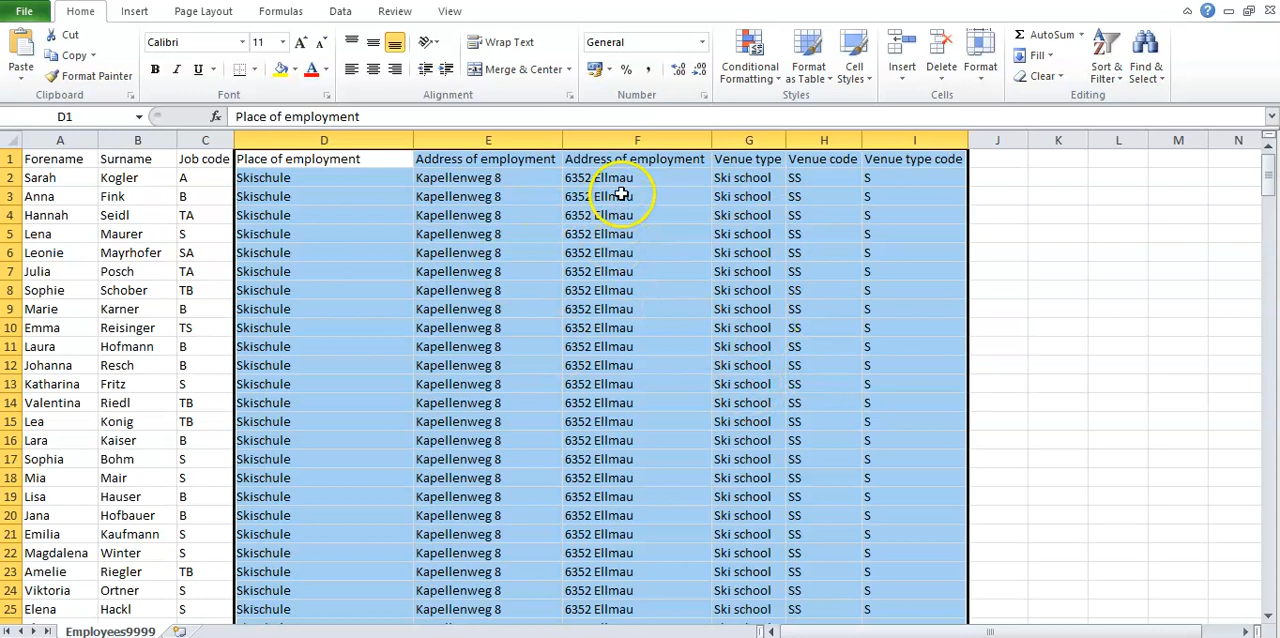 File Home Insert Page Layout Formulas Data Review View
Cut Calibri 11 A A Wrap Text General AutoSum
Copy Fill
Paste Format Painter B I U A Merge & Center % , Conditional Formatting Format as Table Cell Styles Insert Delete Format Clear Sort & Filter Find & Select
Clipboard Font Alignment Number Styles Cells Editing
D1 fx Place of employment
A B C D E F G H I J K L M N
1 Forename Surname Job code Place of employment Address of employment Address of employment Venue type Venue code Venue type code
2 Sarah Kogler A Skischule Kapellenweg 8 6352 Ellmau Ski school SS S
3 Anna Fink B Skischule Kapellenweg 8 6352 Ellmau Ski school SS S
4 Hannah Seidl TA Skischule Kapellenweg 8 6352 Ellmau Ski school SS S
5 Lena Maurer S Skischule Kapellenweg 8 6352 Ellmau Ski school SS S
6 Leonie Mayrhofer SA Skischule Kapellenweg 8 6352 Ellmau Ski school SS S
7 Julia Posch TA Skischule Kapellenweg 8 6352 Ellmau Ski school SS S
8 Sophie Schober TB Skischule Kapellenweg 8 6352 Ellmau Ski school SS S
9 Marie Karner B Skischule Kapellenweg 8 6352 Ellmau Ski school SS S
10 Emma Reisinger TS Skischule Kapellenweg 8 6352 Ellmau Ski school SS S
11 Laura Hofmann B Skischule Kapellenweg 8 6352 Ellmau Ski school SS S
12 Johanna Resch B Skischule Kapellenweg 8 6352 Ellmau Ski school SS S
13 Katharina Fritz S Skischule Kapellenweg 8 6352 Ellmau Ski school SS S
14 Valentina Riedl TB Skischule Kapellenweg 8 6352 Ellmau Ski school SS S
15 Lea Konig TB Skischule Kapellenweg 8 6352 Ellmau Ski school SS S
16 Lara Kaiser B Skischule Kapellenweg 8 6352 Ellmau Ski school SS S
17 Sophia Bohm S Skischule Kapellenweg 8 6352 Ellmau Ski school SS S
18 Mia Mair S Skischule Kapellenweg 8 6352 Ellmau Ski school SS S
19 Lisa Hauser B Skischule Kapellenweg 8 6352 Ellmau Ski school SS S
20 Jana Hofbauer B Skischule Kapellenweg 8 6352 Ellmau Ski school SS S
21 Emilia Kaufmann S Skischule Kapellenweg 8 6352 Ellmau Ski school SS S
22 Magdalena Winter S Skischule Kapellenweg 8 6352 Ellmau Ski school SS S
23 Amelie Riegler TB Skischule Kapellenweg 8 6352 Ellmau Ski school SS S
24 Viktoria Ortner S Skischule Kapellenweg 8 6352 Ellmau Ski school SS S
25 Elena Hackl S Skischule Kapellenweg 8 6352 Ellmau Ski school SS S
Employees9999